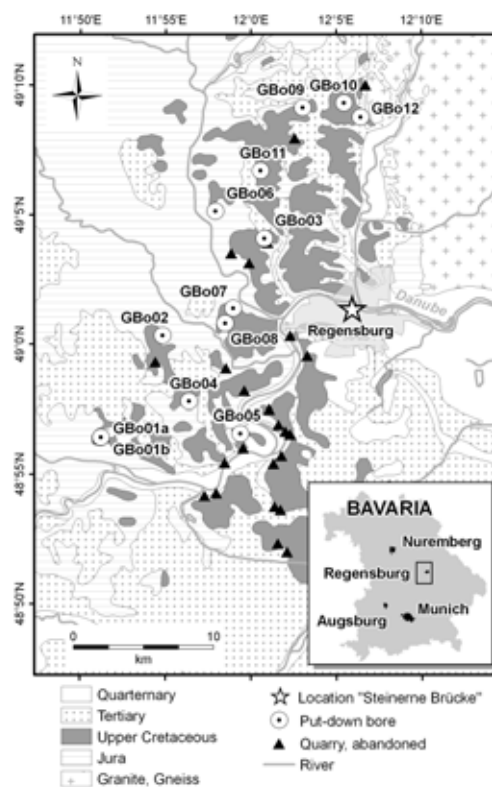 11°50' 11°55' 12°0' 12°5' 12°10'
N
49°10'
GBo09 GBo10
GBo12
GBo11
GBo06
49°5'
GBo03
GBo07
Danube
GBo02
Regensburg
49°0'
GBo08
GBo04
GBo01a
GBo05
GBo01b
48°55'
BAVARIA
Nuremberg
Regensburg
Augsburg
Munich
48°50'
0 10
km
Quarternary
Tertiary
Upper Cretaceous
Jura
Granite, Gneiss
Location "Steinerne Brücke"
Put-down bore
Quarry, abandoned
River